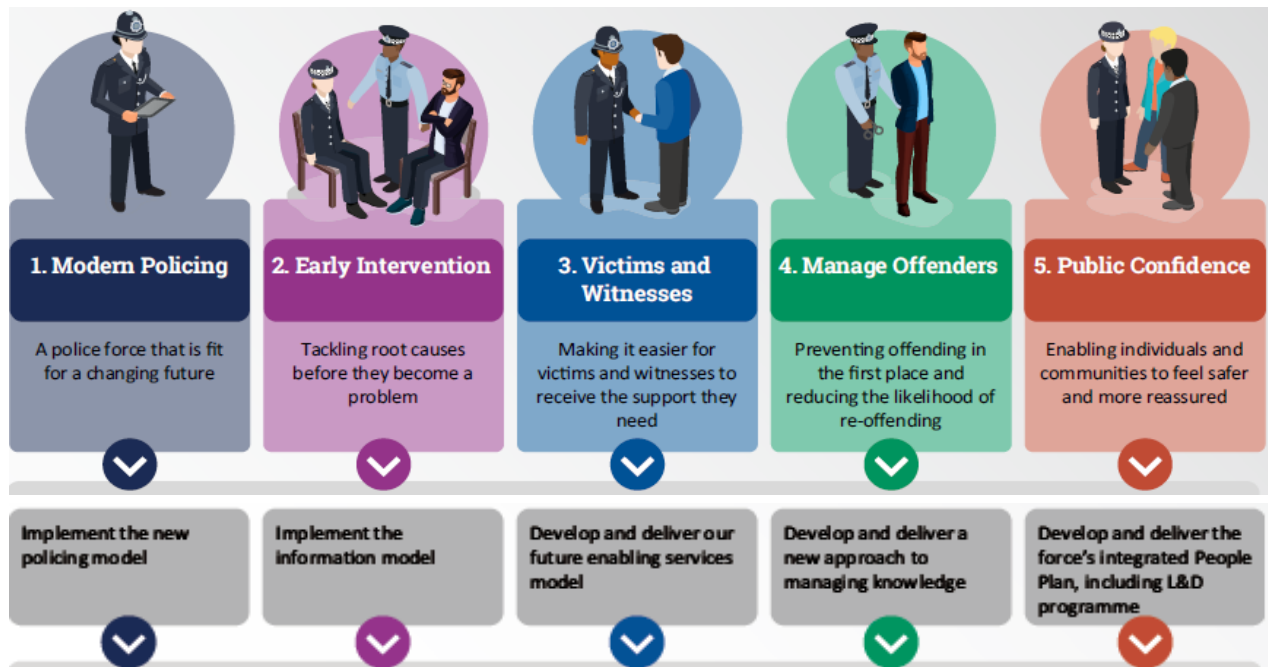 1. Modern Policing
A police force that is fit
for a changing future
2. Early Intervention
Tackling root causes
before they become a
problem
3. Victims and
Witnesses
Making it easier for
victims and witnesses to
receive the support they
need
4. Manage Offenders
Preventing offending in
the first place and
reducing the likelihood of
re-offending
5. Public Confidence
Enabling individuals and
communities to feel safer
and more reassured
Implement the new
policing model
Implement the
information model
Develop and deliver our
future enabling services
model
Develop and deliver a
new approach to
managing knowledge
Develop and deliver the
force's integrated People
Plan, including L&D
programme